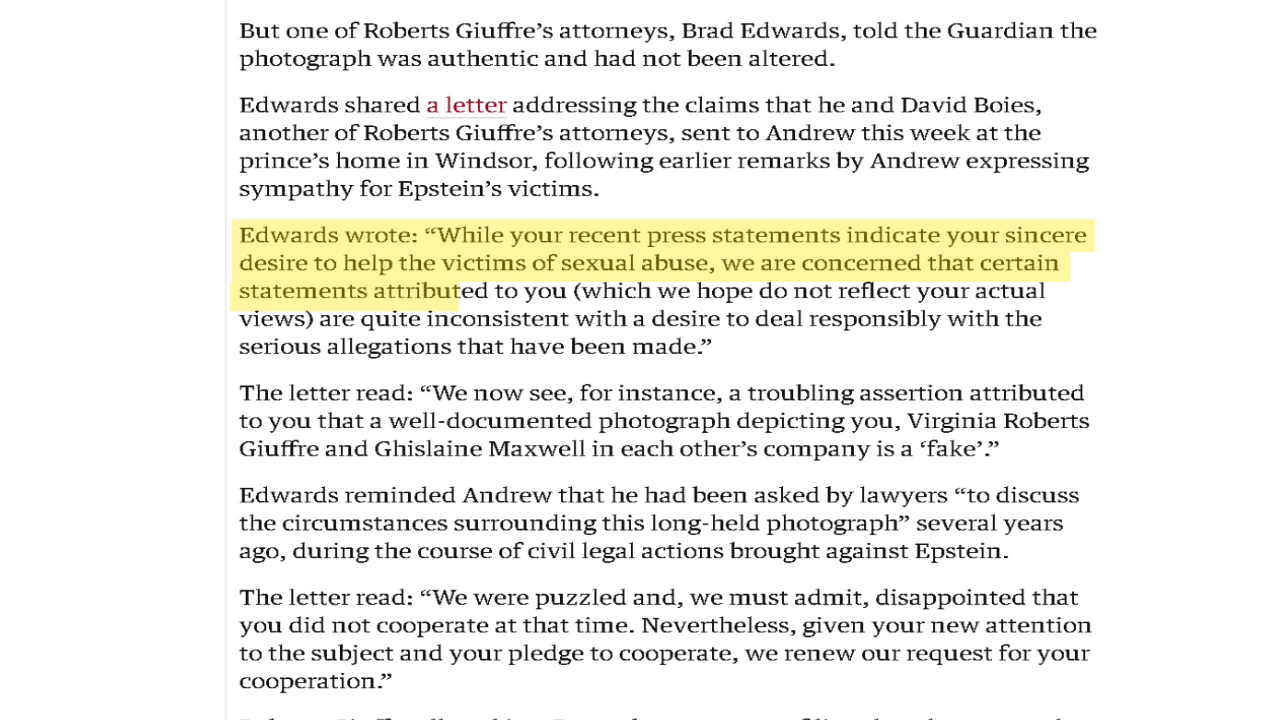 But one of Roberts Giuffre’s attorneys, Brad Edwards, told the Guardian the
photograph was authentic and had not been altered.
Edwards shared a letter addressing the claims that he and David Boies,
another of Roberts Giuffre’s attorneys, sent to Andrew this week at the
prince’s home in Windsor, following earlier remarks by Andrew expressing
sympathy for Epstein’s victims.
Edwards wrote: “While your recent press statements indicate your sincere
desire to help the victims of sexual abuse, we are concerned that certain
statements attributed to you (which we hope do not reflect your actual
views) are quite inconsistent with a desire to deal responsibly with the
serious allegations that have been made.”
The letter read: “We now see, for instance, a troubling assertion attributed
to you that a well-documented photograph depicting you, Virginia Roberts
Giuffre and Ghislaine Maxwell in each other’s company is a ‘fake’.”
Edwards reminded Andrew that he had been asked by lawyers “to discuss
the circumstances surrounding this long-held photograph” several years
ago, during the course of civil legal actions brought against Epstein.
The letter read: “We were puzzled and, we must admit, disappointed that
you did not cooperate at that time. Nevertheless, given your new attention
to the subject and your pledge to cooperate, we renew our request for your
cooperation.”